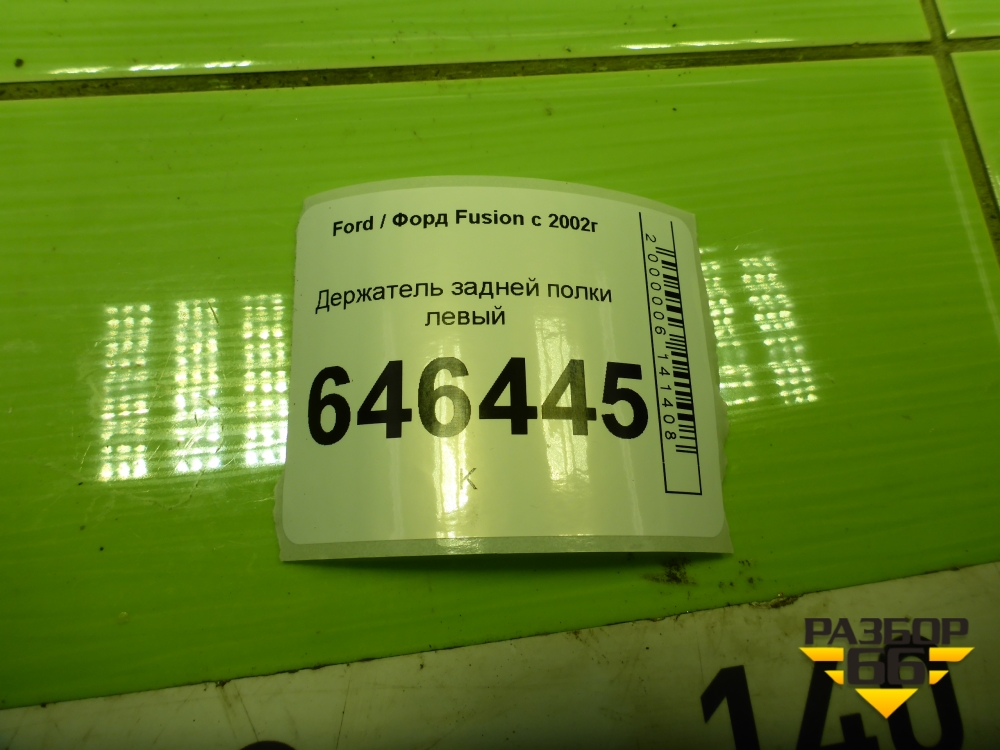 Ford / Форд Fusion с 2002г
Держатель задней полки
левый
646445
K
2000006141408
РАЗБОР
66
140